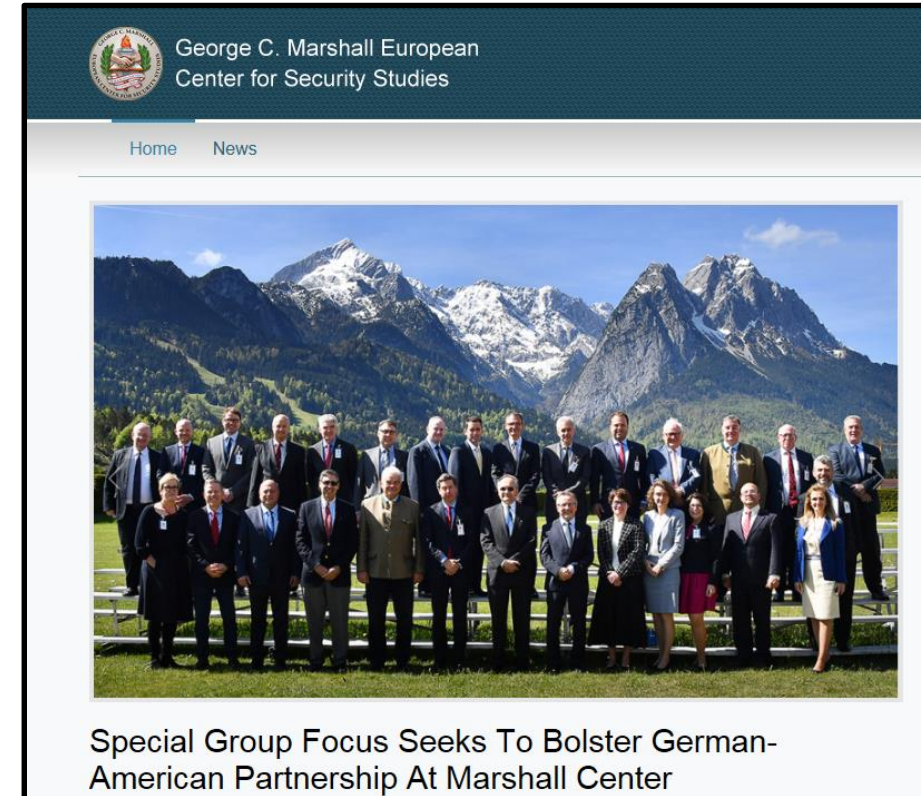 George C. Marshall European
Center for Security Studies
Home News
Special Group Focus Seeks To Bolster German-
American Partnership At Marshall Center